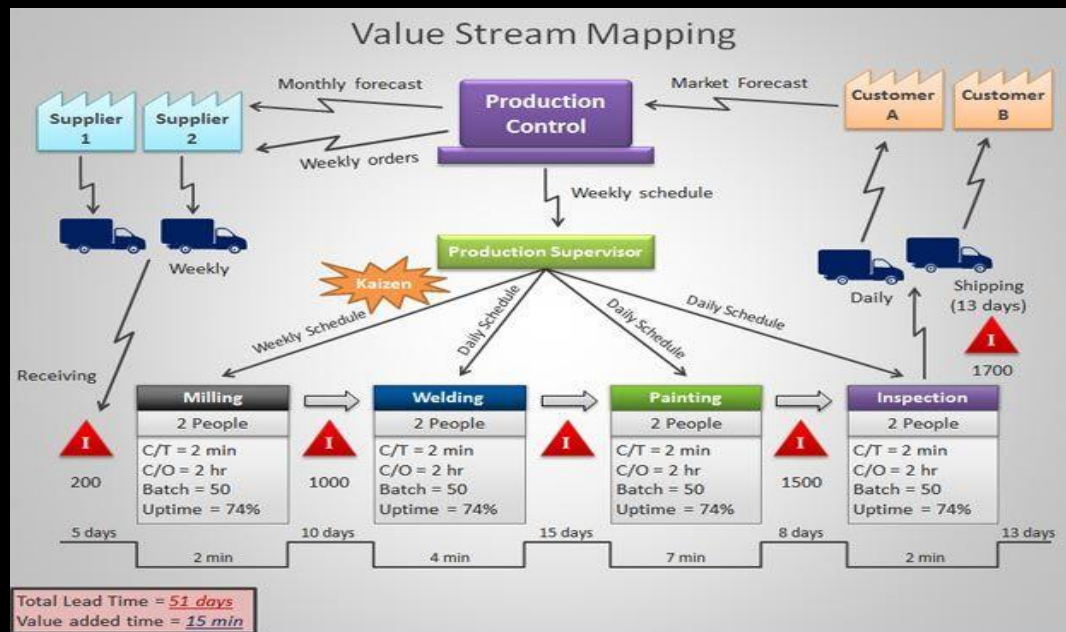 Value Stream Mapping
Monthly forecast
Market Forecast
Supplier
1
Supplier
2
Production
Control
Customer
A
Customer
B
Weekly orders
Weekly schedule
Weekly
Production Supervisor
Kaizen
Daily
Shipping
(13 days)
Weekly Schedule
Daily Schedule
Daily Schedule
Daily Schedule
I
1700
Receiving
I
200
Milling
2 People
C/T = 2 min
C/O = 2 hr
Batch = 50
Uptime = 74%
I
1000
Welding
2 People
C/T = 2 min
C/O = 2 hr
Batch = 50
Uptime = 74%
I
Painting
2 People
C/T = 2 min
C/O = 2 hr
Batch = 50
Uptime = 74%
I
1500
Inspection
2 People
C/T = 2 min
C/O = 2 hr
Batch = 50
Uptime = 74%
5 days
2 min
10 days
4 min
15 days
7 min
8 days
2 min
13 days
Total Lead Time = 51 days
Value added time = 15 min